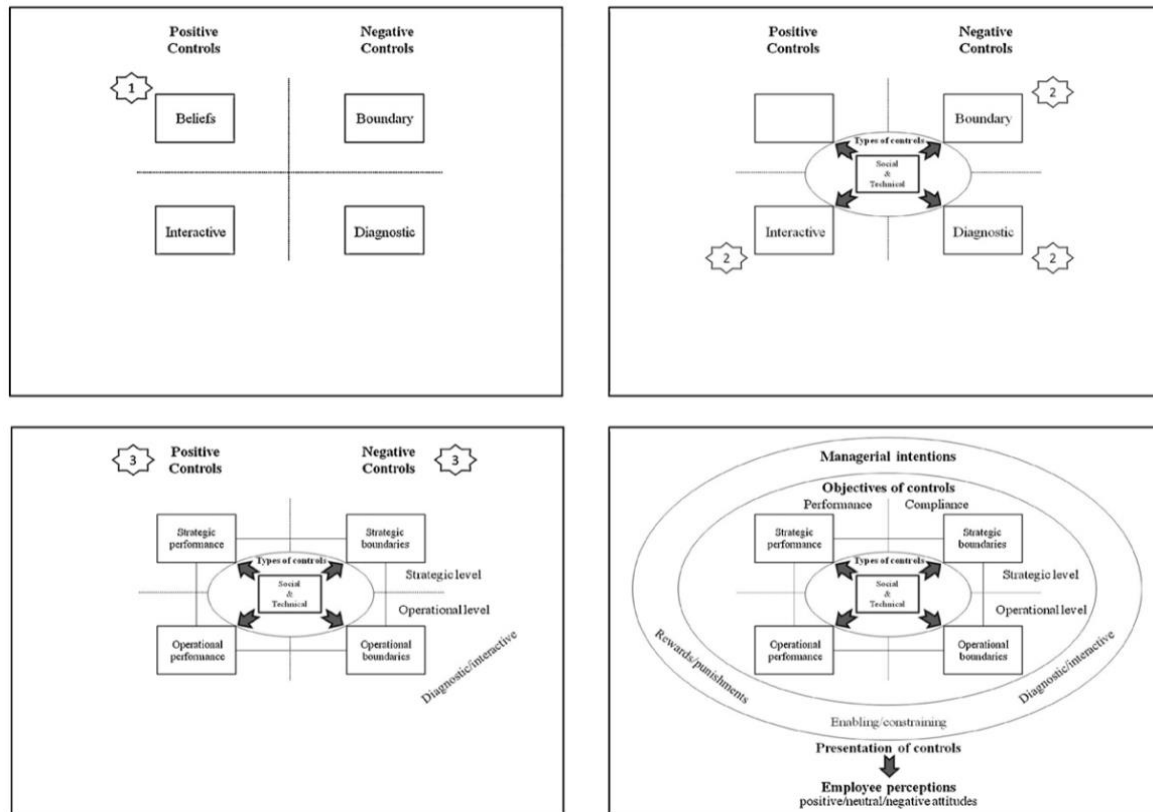 Positive
Controls
Negative
Controls
1
Beliefs
Boundary
Interactive
Diagnostic
Positive
Controls
Negative
Controls
2
Boundary
Types of controls
Social
&
Technical
Interactive
Diagnostic
2
2
3
Positive
Controls
Negative
Controls
3
Strategic
performance
Strategic
boundaries
Types of controls
Social
&
Technical
Strategic level
Operational level
Operational
performance
Operational
boundaries
Diagnostic/interactive
Managerial intentions
Objectives of controls
Performance
Compliance
Strategic
performance
Strategic
boundaries
Types of controls
Social
&
Technical
Strategic level
Operational level
Operational
performance
Operational
boundaries
Rewards/punishments
Diagnostic/interactive
Enabling/constraining
Presentation of controls
Employee perceptions
positive/neutral/negative attitudes